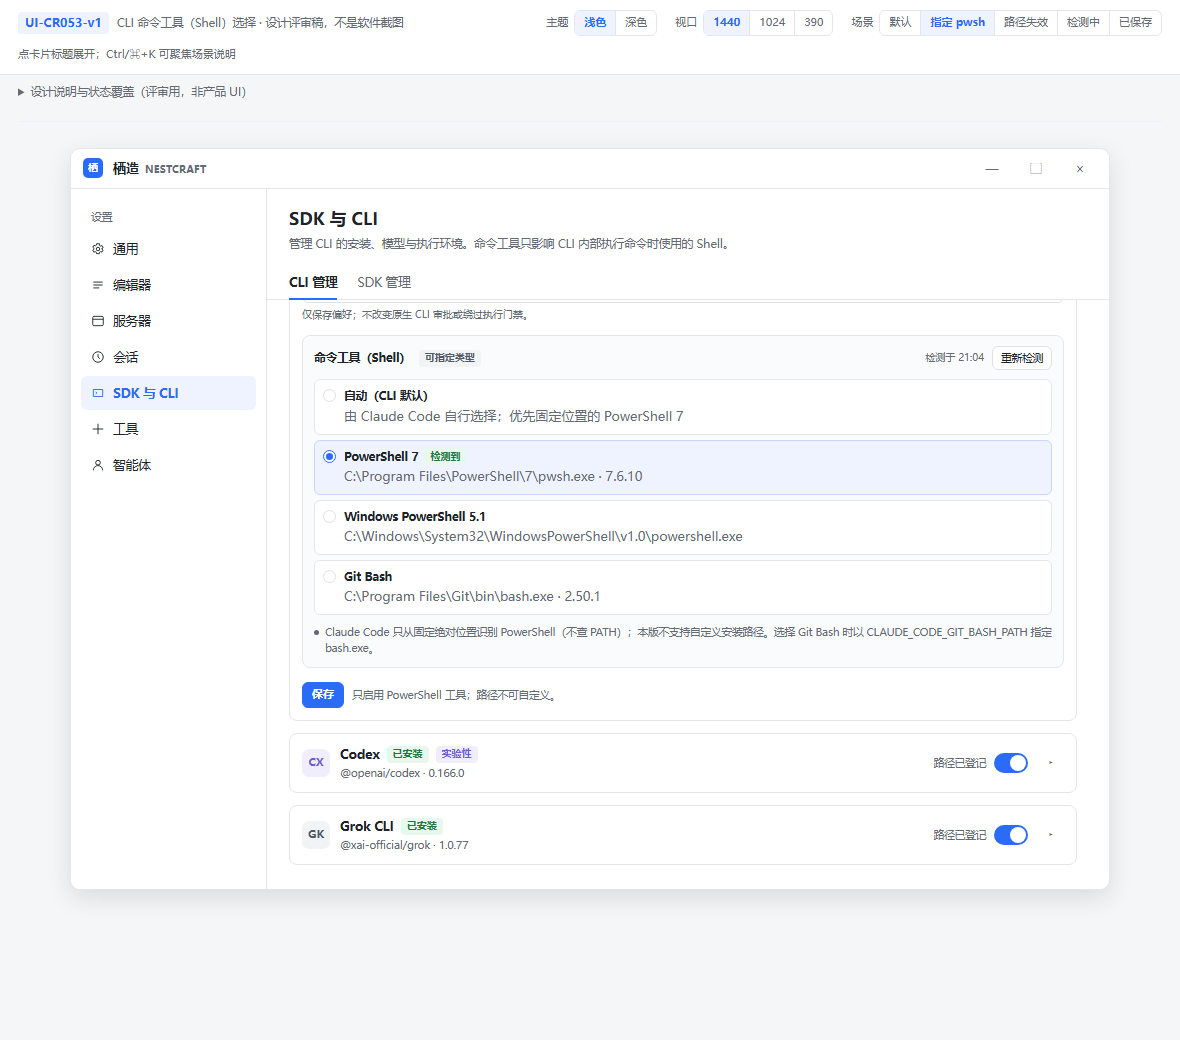 UI-CR053-v1 CLI 命令工具（Shell）选择 · 设计评审稿，不是软件截图 主题 浅色 深色 视口 1440 1024 390 场景 默认 指定 pwsh 路径失效 检测中 已保存
点卡片标题展开；Ctrl/⌘+K 可聚焦场景说明
▶ 设计说明与状态覆盖（评审用，非产品 UI）
栖 栖造 NESTCRAFT
设置
通用
编辑器
服务器
会话
SDK 与 CLI
工具
智能体
SDK 与 CLI
管理 CLI 的安装、模型与执行环境。命令工具只影响 CLI 内部执行命令时使用的 Shell。
CLI 管理 SDK 管理
仅保存偏好；不改变原生 CLI 审批或绕过执行门禁。
命令工具（Shell） 可指定类型 检测于 21:04 重新检测
自动（CLI 默认）
由 Claude Code 自行选择；优先固定位置的 PowerShell 7
PowerShell 7 检测到
C:\Program Files\PowerShell\7\pwsh.exe · 7.6.10
Windows PowerShell 5.1
C:\Windows\System32\WindowsPowerShell\v1.0\powershell.exe
Git Bash
C:\Program Files\Git\bin\bash.exe · 2.50.1
Claude Code 只从固定绝对位置识别 PowerShell（不查 PATH）；本版不支持自定义安装路径。选择 Git Bash 时以 CLAUDE_CODE_GIT_BASH_PATH 指定
bash.exe。
保存 只启用 PowerShell 工具；路径不可自定义。
CX Codex 已安装 实验性
@openai/codex · 0.166.0
路径已登记
GK Grok CLI 已安装
@xai-official/grok · 1.0.77
路径已登记